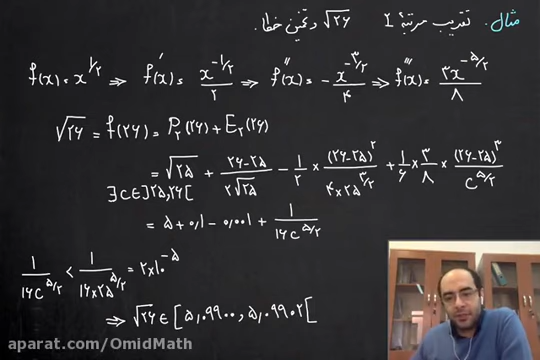 مثال. تقریب مرتبهٔ ۲ √۲۶ و تخمین خطا.
f(x) = x^{۱/۲} ⇒ f'(x) = x^{-۱/۲}/۲ ⇒ f''(x) = -x^{-۳/۲}/۴ ⇒ f'''(x) = ۳x^{-۵/۲}/۸
√۲۶ = f(۲۶) = P_۲(۲۶) + E_۲(۲۶)
= √۲۵ + (۲۶-۲۵)/(۲√۲۵) - ۱/۲ × (۲۶-۲۵)^۲/(۴×۲۵^{۳/۲}) + ۱/۶ × ۳/۸ × (۲۶-۲۵)^۳/c^{۵/۲}
∃c∈]۲۵,۲۶[
= ۵ + ۰٫۱ - ۰٫۰۰۱ + ۱/(۱۶c^{۵/۲})
۱/(۱۶c^{۵/۲}) < ۱/(۱۶×۲۵^{۵/۲}) = ۲×۱۰^{-۵}
⇒ √۲۶ ∈ [۵٫۰۹۹۰۰, ۵٫۰۹۹۰۲[
aparat.com/OmidMath